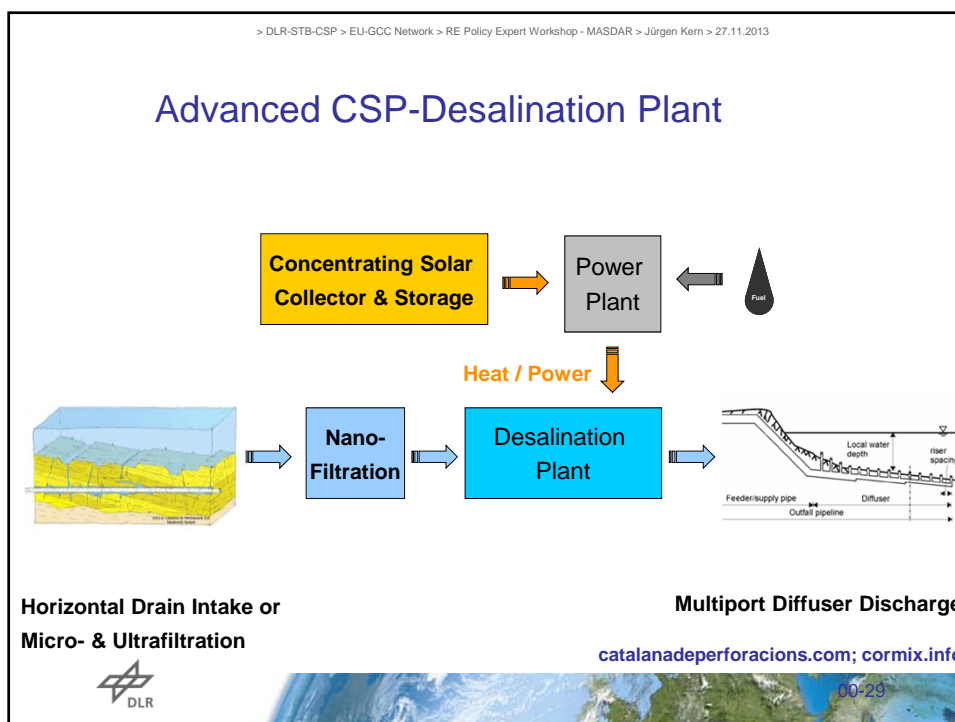 > DLR-STB-CSP > EU-GCC Network > RE Policy Expert Workshop - MASDAR > Jürgen Kern > 27.11.2013
Advanced CSP-Desalination Plant
Concentrating Solar
Collector & Storage
Power
Plant
Fuel
Heat / Power
Nano-
Filtration
Desalination
Plant
Local water
depth
riser
spacing
Feeder/supply pipe
Diffuser
Outfall pipeline
Horizontal Drain Intake or
Micro- & Ultrafiltration
Multiport Diffuser Discharge
catalanadeperforacions.com; cormix.info
DLR
00-29